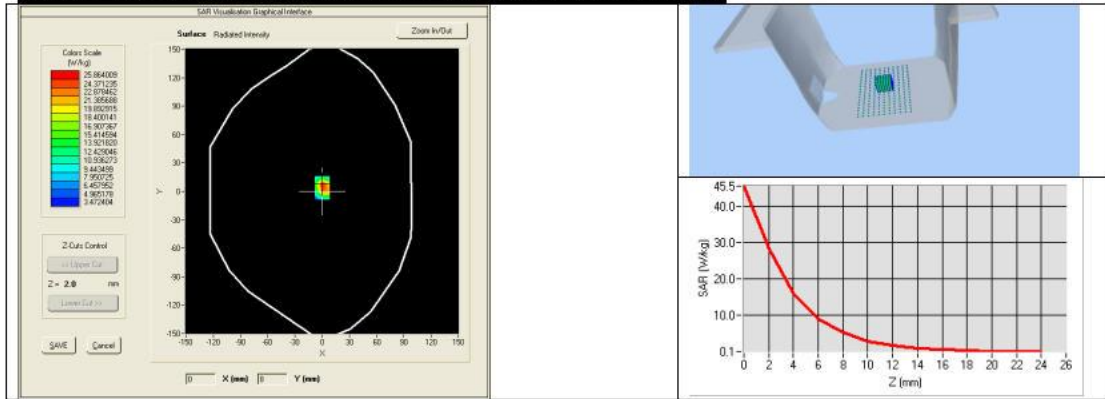 SAR Visualisation Graphical Interface
Surface Radiated Intensity
Zoom In/Out
Colors Scale
(W/kg)
25.864009
24.371235
22.878462
21.385688
19.892915
18.400141
16.907367
15.414594
13.921820
12.429046
10.936273
9.443499
7.950725
6.457952
4.965178
3.472404
150
120
90
60
30
0
-30
-60
-90
-120
-150
Y
-150 -120 -90 -60 -30 0 30 60 90 120 150
X
Z-Cuts Control
<< Upper Cut
Z = 2.0 mm
Lower Cut >>
SAVE Cancel
0 X (mm) 8 Y (mm)
45.5
40.0
30.0
20.0
10.0
0.1
SAR (W/kg)
0 2 4 6 8 10 12 14 16 18 20 22 24 26
Z (mm)